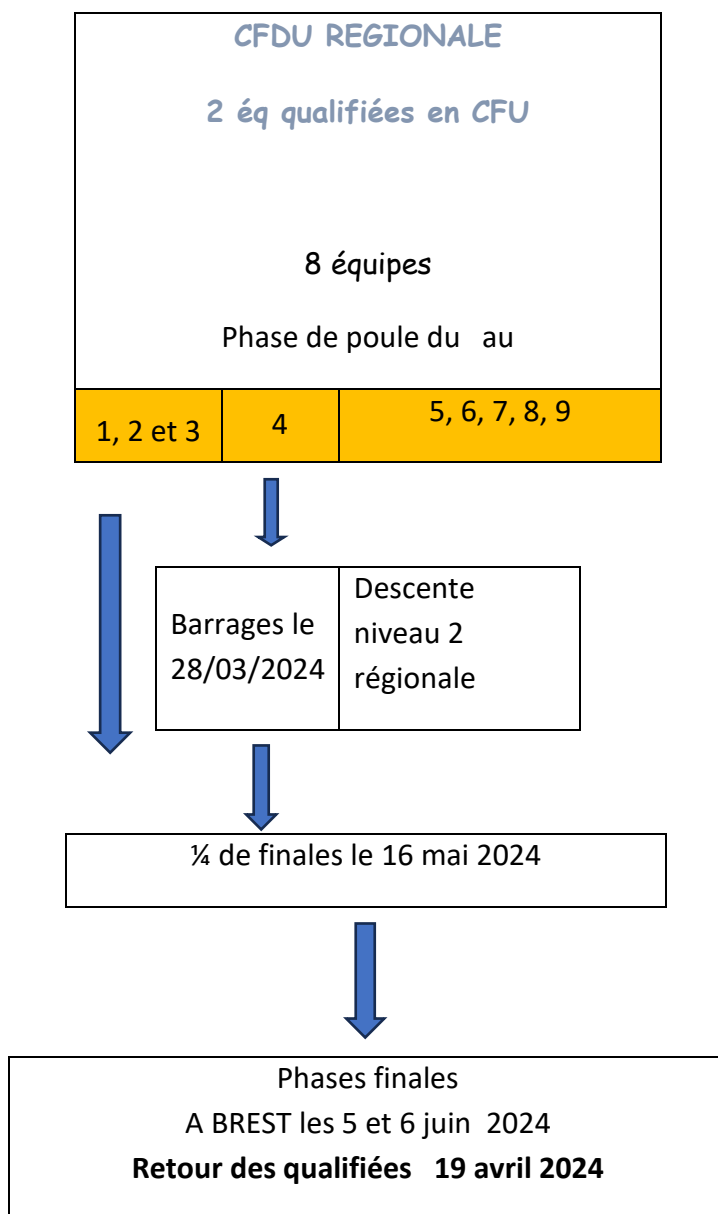 CFDU REGIONALE
2 éq qualifiées en CFU
8 équipes
Phase de poule du au
1, 2 et 3
4
5, 6, 7, 8, 9
Barrages le
28/03/2024
Descente
niveau 2
régionale
¼ de finales le 16 mai 2024
Phases finales
A BREST les 5 et 6 juin 2024
Retour des qualifiées 19 avril 2024